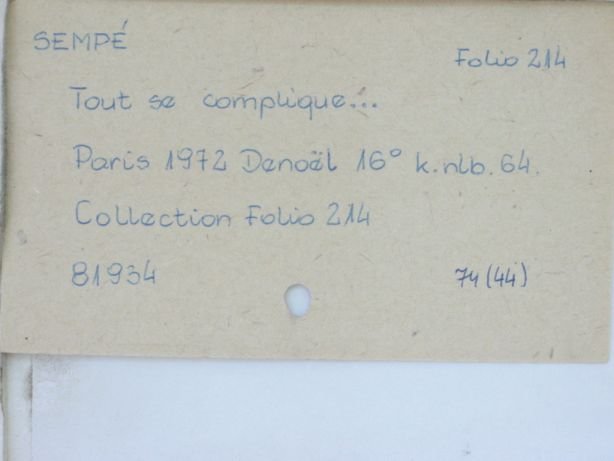 SEMPÉ
Folio 214
Tout se complique...
Paris 1972 Denoël 16° k.nlb. 64.
Collection Folio 214
81934
74 (44)